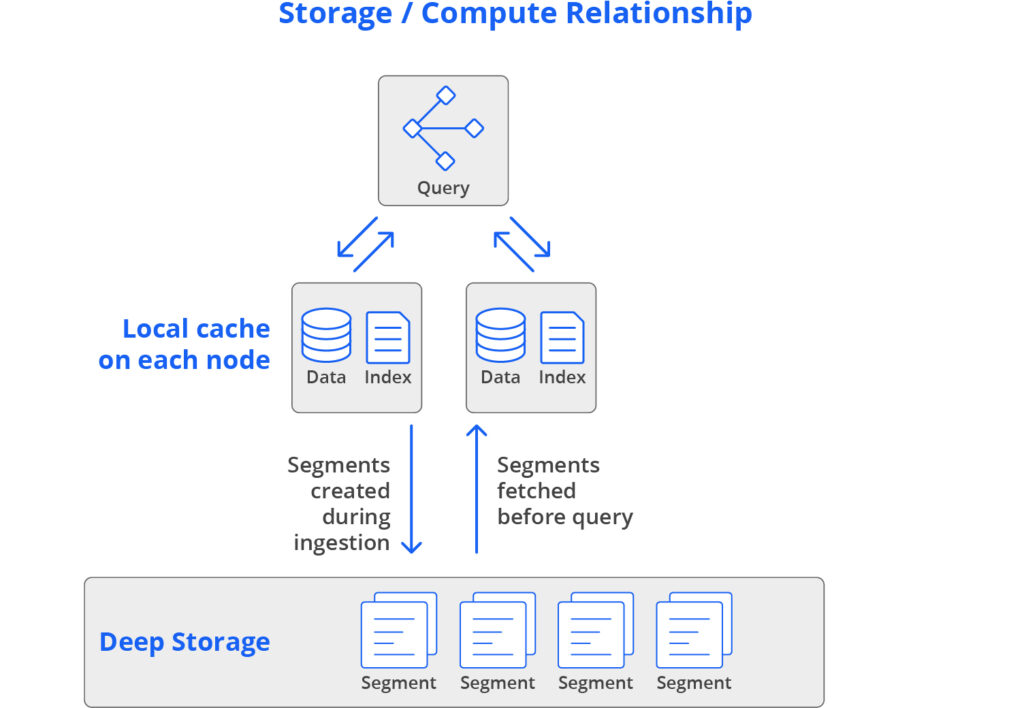 Storage / Compute Relationship
Query
Local cache
on each node
Data Index
Data Index
Segments
created
during
ingestion
Segments
fetched
before query
Deep Storage
Segment Segment Segment Segment